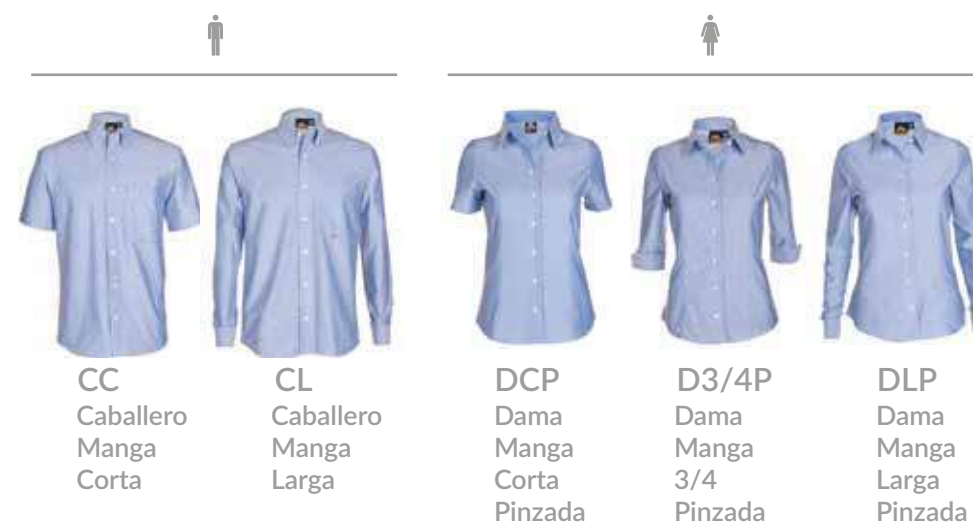 CC
Caballero
Manga
Corta
CL
Caballero
Manga
Larga
DCP
Dama
Manga
Corta
Pinzada
D3/4P
Dama
Manga
3/4
Pinzada
DLP
Dama
Manga
Larga
Pinzada